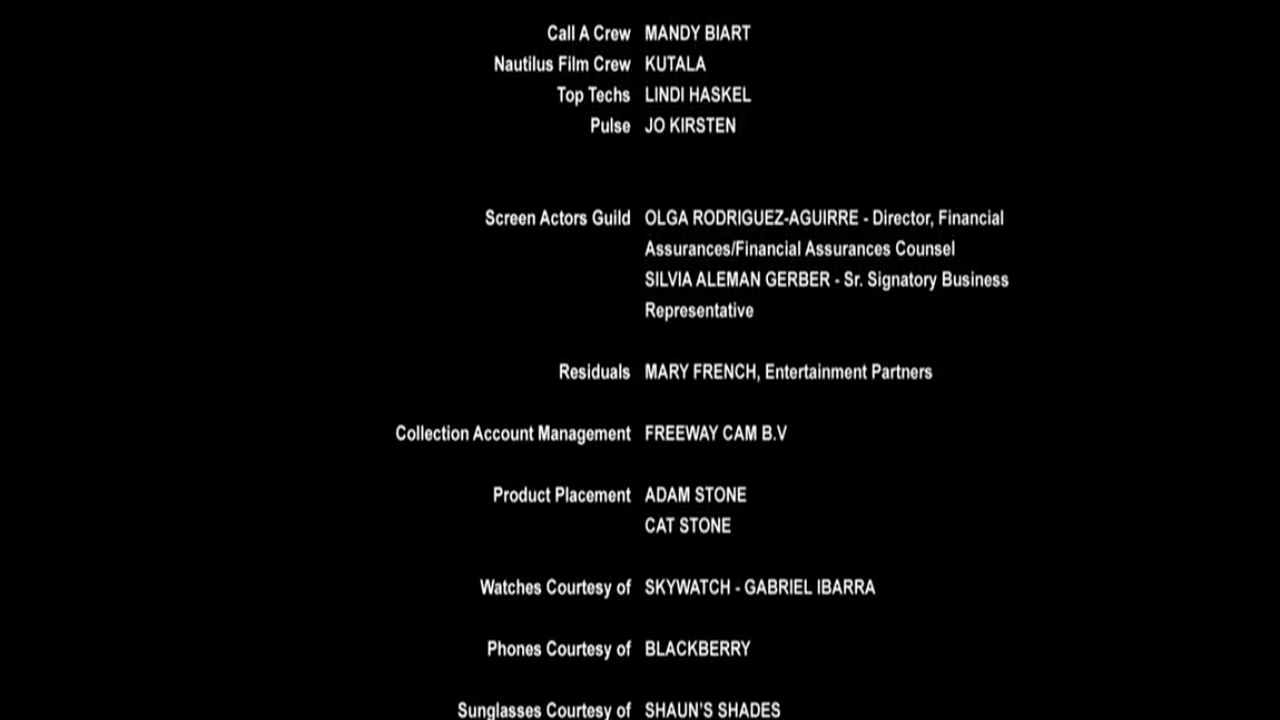 Call A Crew MANDY BIART
Nautilus Film Crew KUTALA
Top Techs LINDI HASKEL
Pulse JO KIRSTEN
Screen Actors Guild OLGA RODRIGUEZ-AGUIRRE - Director, Financial
Assurances/Financial Assurances Counsel
SILVIA ALEMAN GERBER - Sr. Signatory Business
Representative
Residuals MARY FRENCH, Entertainment Partners
Collection Account Management FREEWAY CAM B.V
Product Placement ADAM STONE
CAT STONE
Watches Courtesy of SKYWATCH - GABRIEL IBARRA
Phones Courtesy of BLACKBERRY
Sunglasses Courtesy of SHAUN'S SHADES